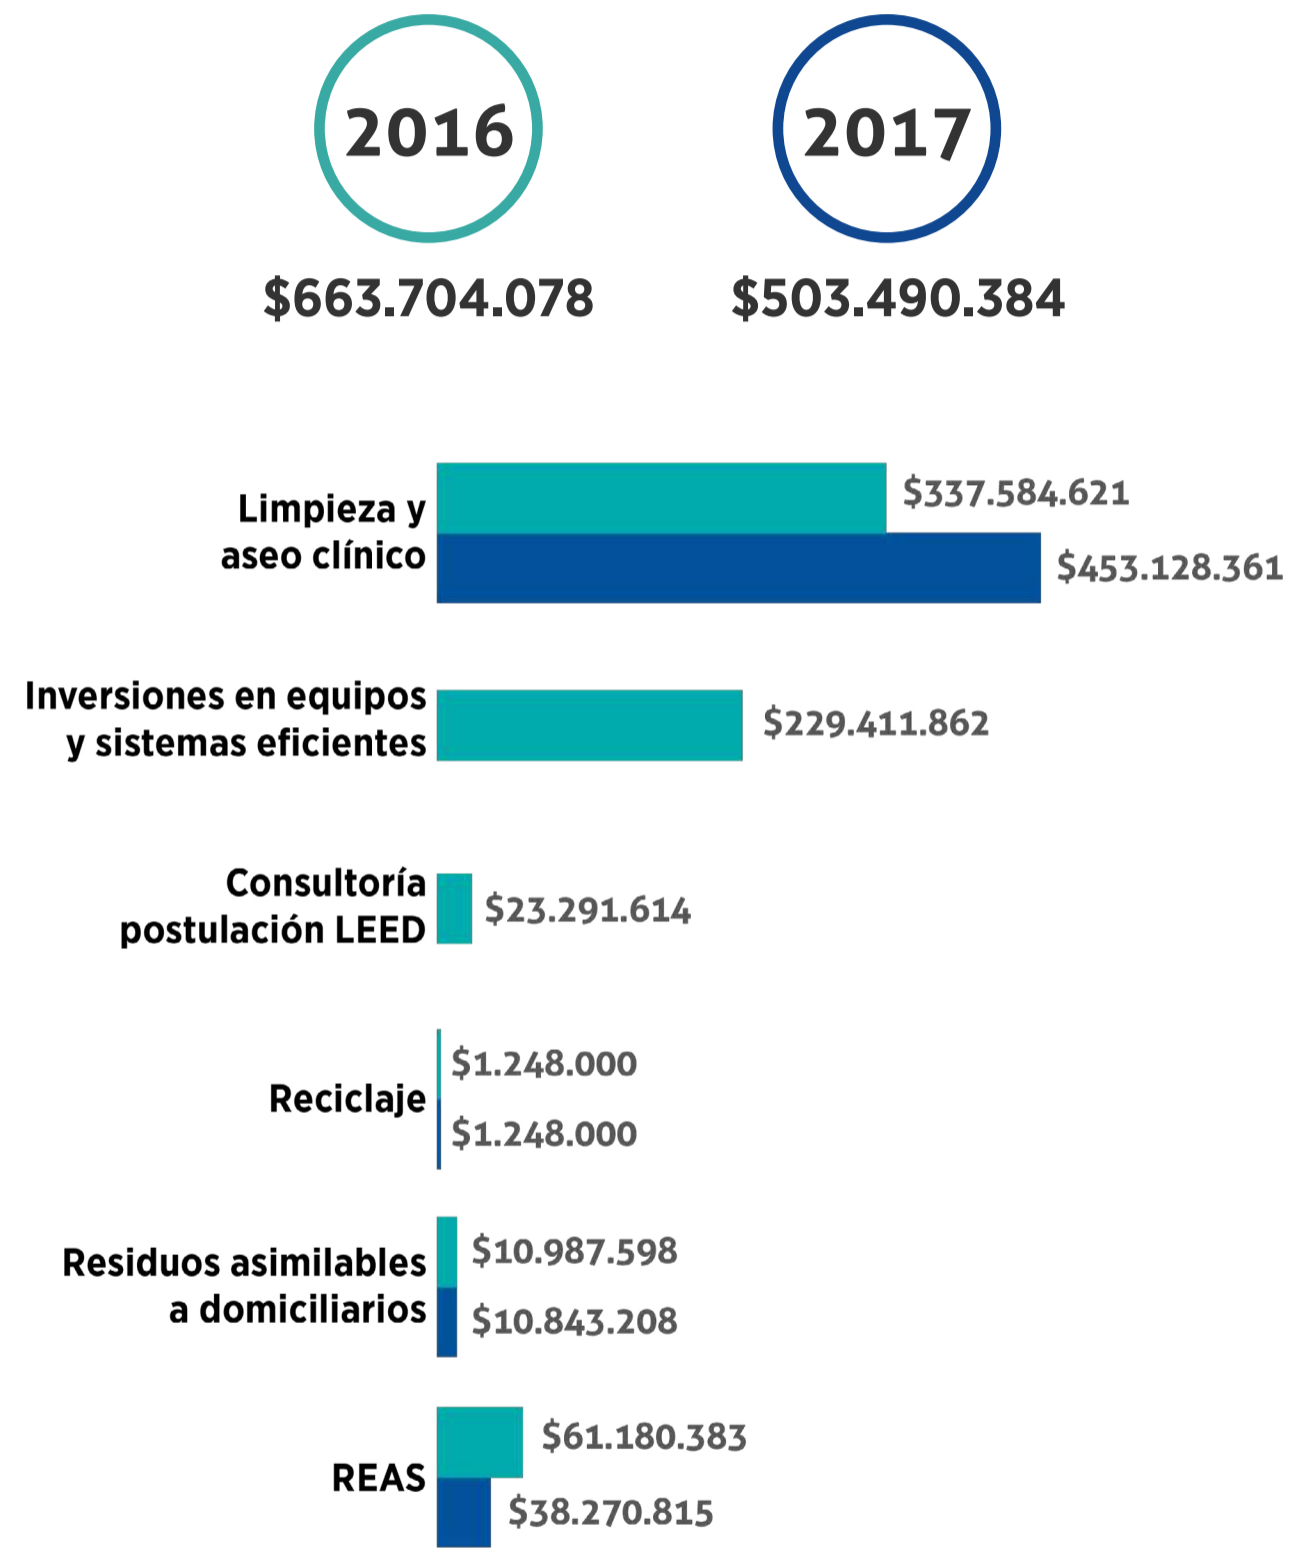 2016
2017
$663.704.078
$503.490.384
Limpieza y
aseo clínico
$337.584.621
$453.128.361
Inversiones en equipos
y sistemas eficientes
$229.411.862
Consultoría
postulación LEED
$23.291.614
Reciclaje
$1.248.000
$1.248.000
Residuos asimilables
a domiciliarios
$10.987.598
$10.843.208
REAS
$61.180.383
$38.270.815